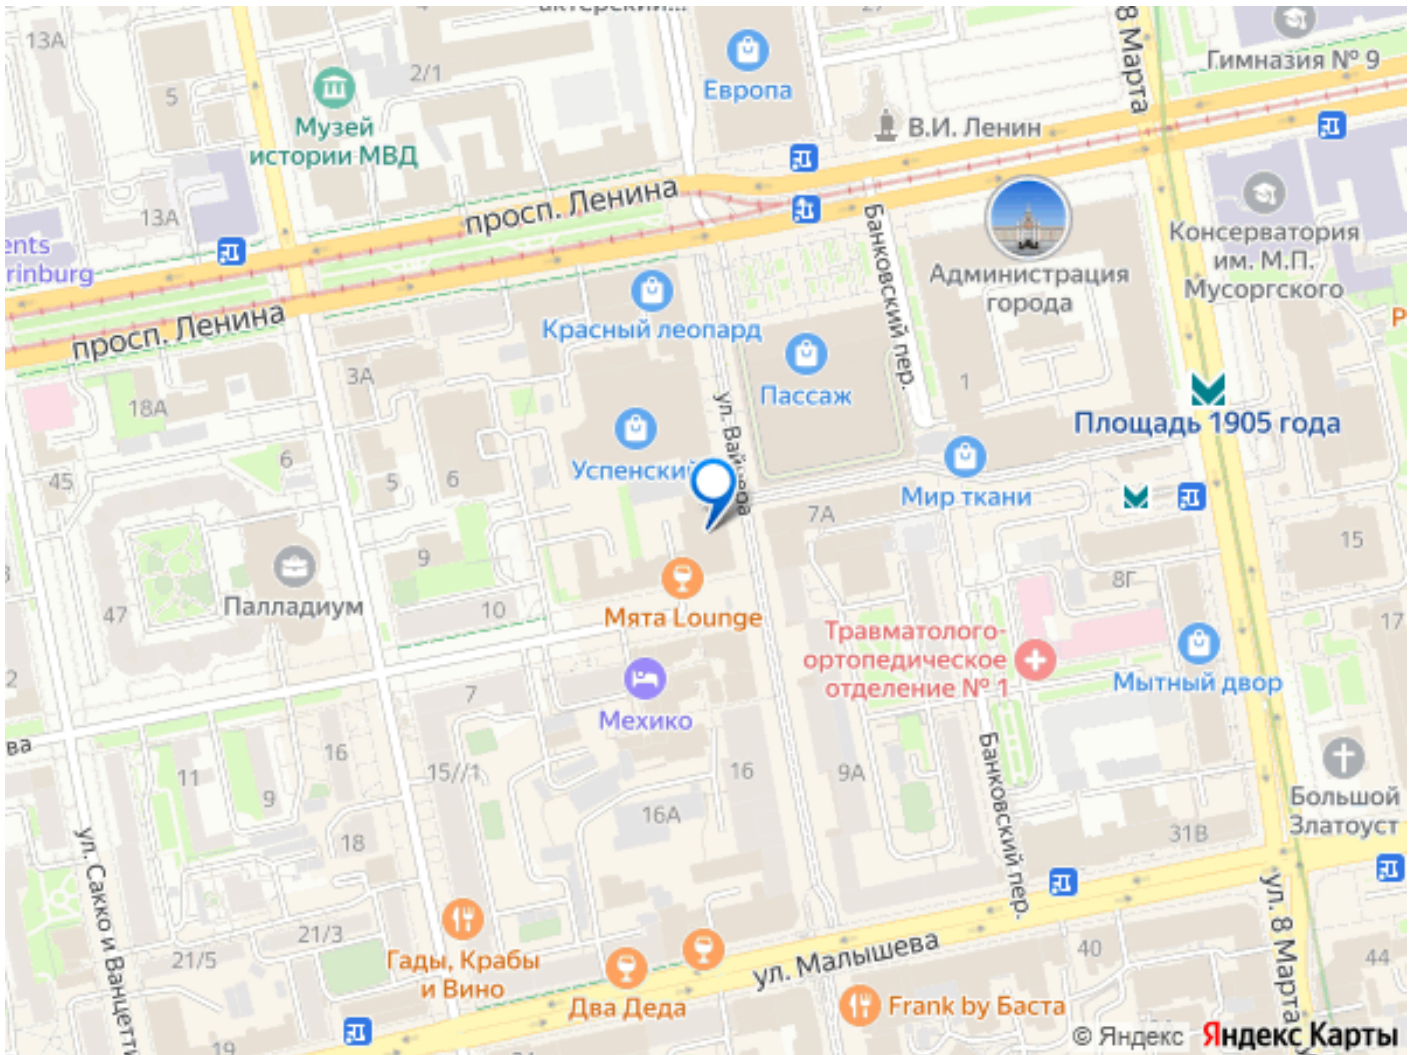 13А
Европа
27
8 Марта
Гимназия № 9
5
2/1
Музей
истории МВД
В.И. Ленин
13А
просп. Ленина
Банковский пер.
Консерватория
им. М.П.
Мусоргского
ents
rinburg
Администрация
города
Красный леопард
просп. Ленина
3А
1
Пассаж
18А
ул. Вайнера
Площадь 1905 года
6
Успенский
45
5
6
Мир ткани
7А
15
9
8Г
47
Палладиум
10
Мята Lounge
17
Травматолого-
ортопедическое
отделение № 1
2
7
Мехико
Мытный двор
ва
16
11
9
15//1
16
9А
Банковский пер.
Большой
Златоуст
16А
18
31В
ул. Сакко и Ванцетти
ул. 8 Марта
21/3
21/5
Гады, Крабы
и Вино
ул. Малышева
40
44
Два Деда
Frank by Баста
19
© Яндекс Яндекс Карты